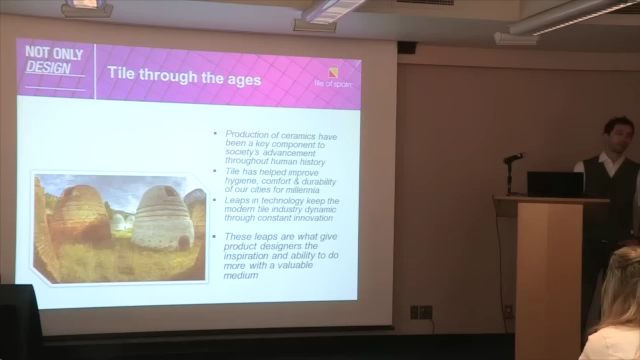 NOT ONLY
DESIGN
Tile through the ages
tile of spain
Production of ceramics have
been a key component to
society's advancement
throughout human history
Tile has helped improve
hygiene, comfort & durability
of our cities for millennia
Leaps in technology keep the
modern tile industry dynamic
through constant innovation
These leaps are what give
product designers the
inspiration and ability to do
more with a valuable
medium